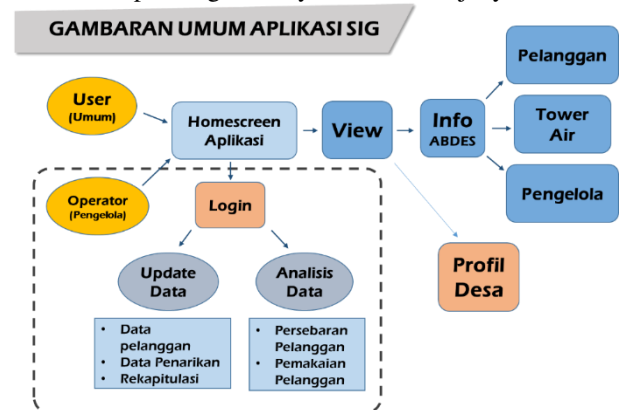 GAMBARAN UMUM APLIKASI SIG
User
(Umum)
Operator
(Pengelola)
Homescreen
Aplikasi
View
Info
ABDES
Pelanggan
Tower
Air
Pengelola
Login
Profil
Desa
Update
Data
Analisis
Data
• Data
pelanggan
• Data Penarikan
• Rekapitulasi
• Persebaran
Pelanggan
• Pemakaian
Pelanggan